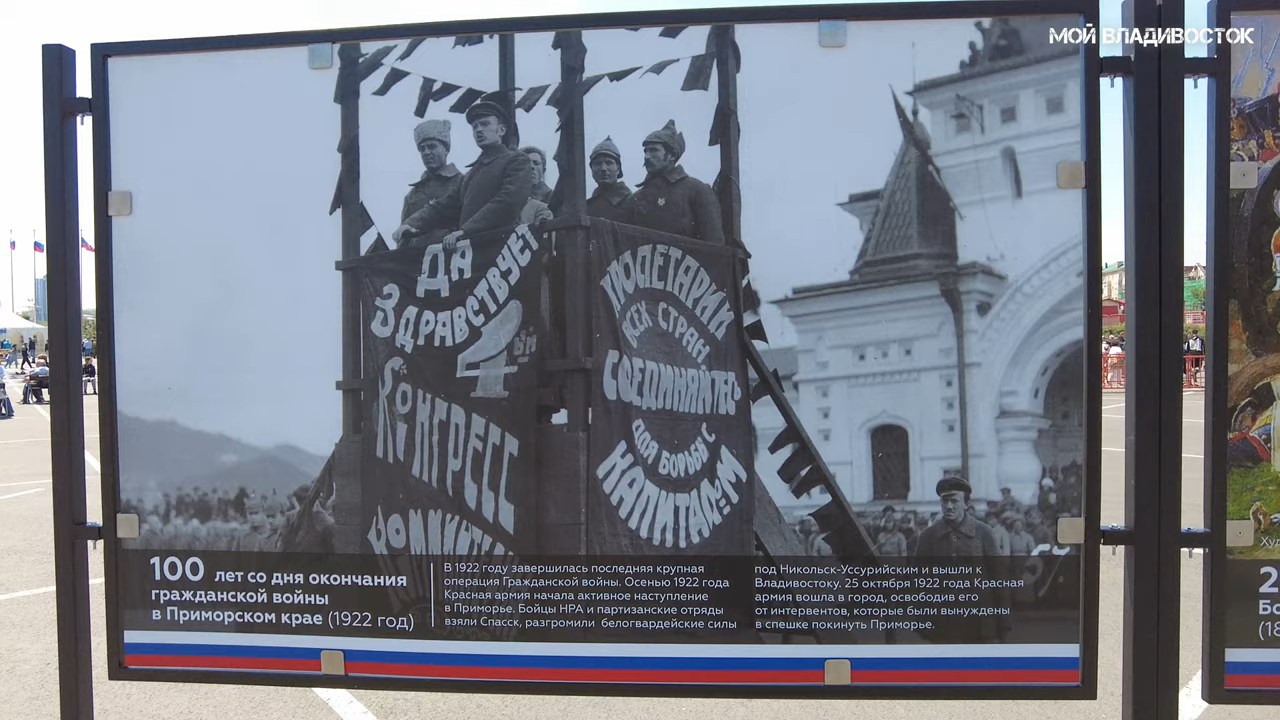 МОЙ ВЛАДИВОСТОК
ДА
ЗДРАВСТВУЕТ
4ЫЙ
КОНГРЕСС
КОММИНТЕРНА
ПРОЛЕТАРИИ
ВСЕХ СТРАН
СОЕДИНЯЙТЕСЬ
ДЛЯ БОРЬБЫ С
КАПИТАЛОМ
100 лет со дня окончания
гражданской войны
в Приморском крае (1922 год)
В 1922 году завершилась последняя крупная
операция Гражданской войны. Осенью 1922 года
Красная армия начала активное наступление
в Приморье. Бойцы НРА и партизанские отряды
взяли Спасск, разгромили белогвардейские силы
под Никольск-Уссурийским и вышли к
Владивостоку. 25 октября 1922 года Красная
армия вошла в город, освободив его
от интервентов, которые были вынуждены
в спешке покинуть Приморье.